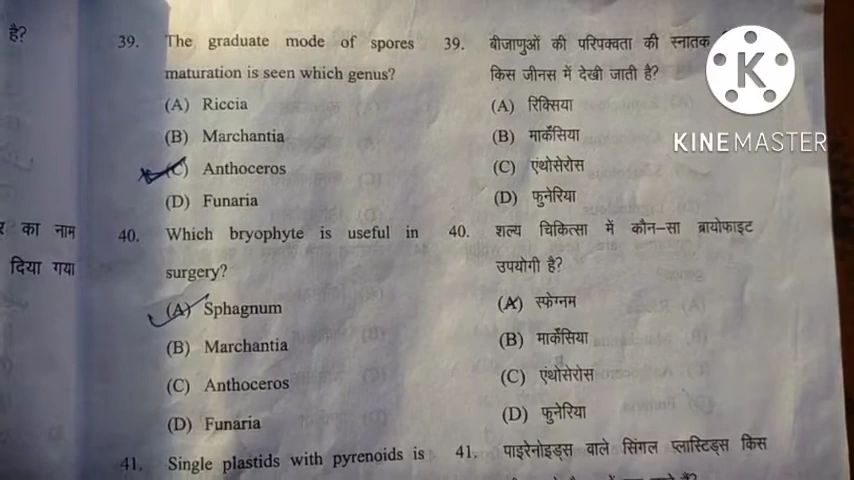 है?
र का नाम
दिया गया
39. The graduate mode of spores
maturation is seen which genus?
(A) Riccia
(B) Marchantia
(C) Anthoceros
(D) Funaria
40. Which bryophyte is useful in
surgery?
(A) Sphagnum
(B) Marchantia
(C) Anthoceros
(D) Funaria
41. Single plastids with pyrenoids is
39. बीजाणुओं की परिपक्वता की स्नातक
किस जीनस में देखी जाती है?
(A) रिक्सिया
(B) मार्केंसिया
(C) एंथोसेरोस
(D) फुनेरिया
40. शल्य चिकित्सा में कौन-सा ब्रायोफाइट
उपयोगी है?
(A) स्फेग्नम
(B) मार्केंसिया
(C) एंथोसेरोस
(D) फुनेरिया
41. पाइरेनोइड्स वाले सिंगल प्लास्टिड्स किस
K
KINEMASTER